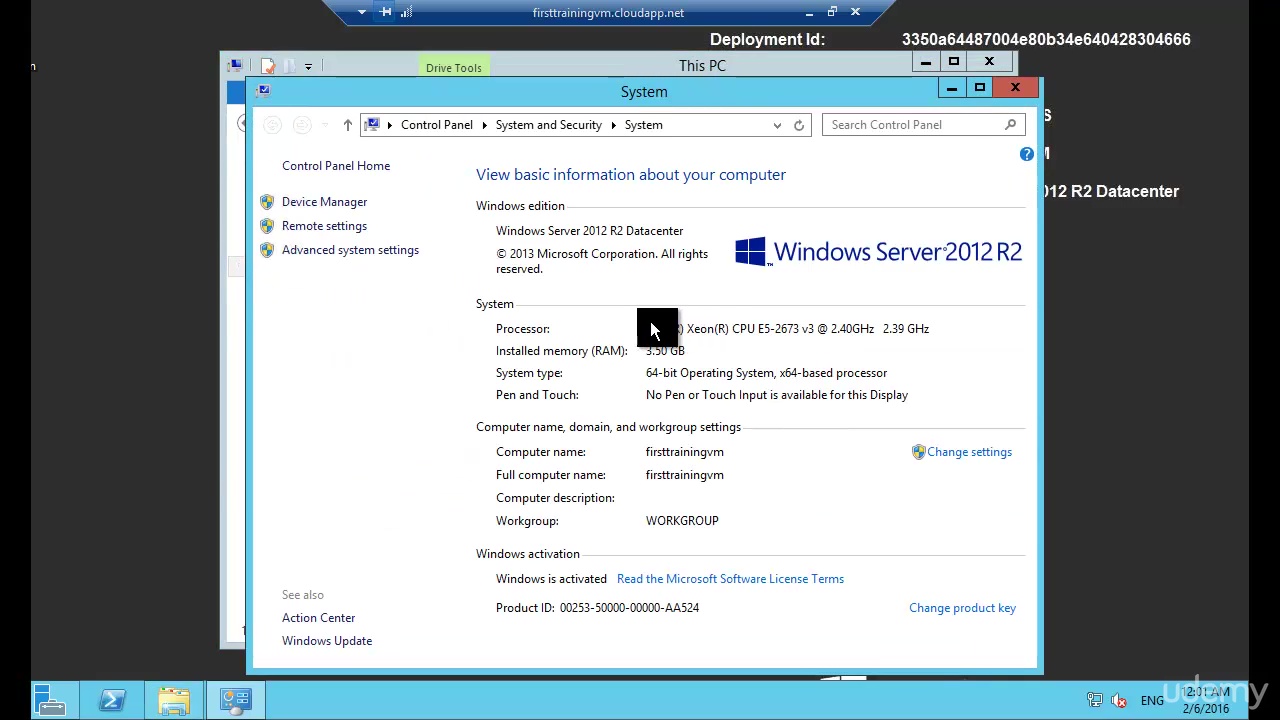 firsttrainingvm.cloudapp.net
Deployment Id: 3350a64487004e80b34e640428304666
Drive Tools
This PC
System
Control Panel System and Security System
Search Control Panel
Control Panel Home
Device Manager
Remote settings
Advanced system settings
View basic information about your computer
Windows edition
Windows Server 2012 R2 Datacenter
© 2013 Microsoft Corporation. All rights
reserved.
Windows Server 2012 R2
R2 Datacenter
System
Processor: Xeon(R) CPU E5-2673 v3 @ 2.40GHz 2.39 GHz
Installed memory (RAM): 3.50 GB
System type: 64-bit Operating System, x64-based processor
Pen and Touch: No Pen or Touch Input is available for this Display
Computer name, domain, and workgroup settings
Computer name: firsttrainingvm
Change settings
Full computer name: firsttrainingvm
Computer description:
Workgroup: WORKGROUP
Windows activation
Windows is activated Read the Microsoft Software License Terms
Product ID: 00253-50000-00000-AA524
Change product key
See also
Action Center
Windows Update
ENG
12:01 AM
2/6/2016
udemy